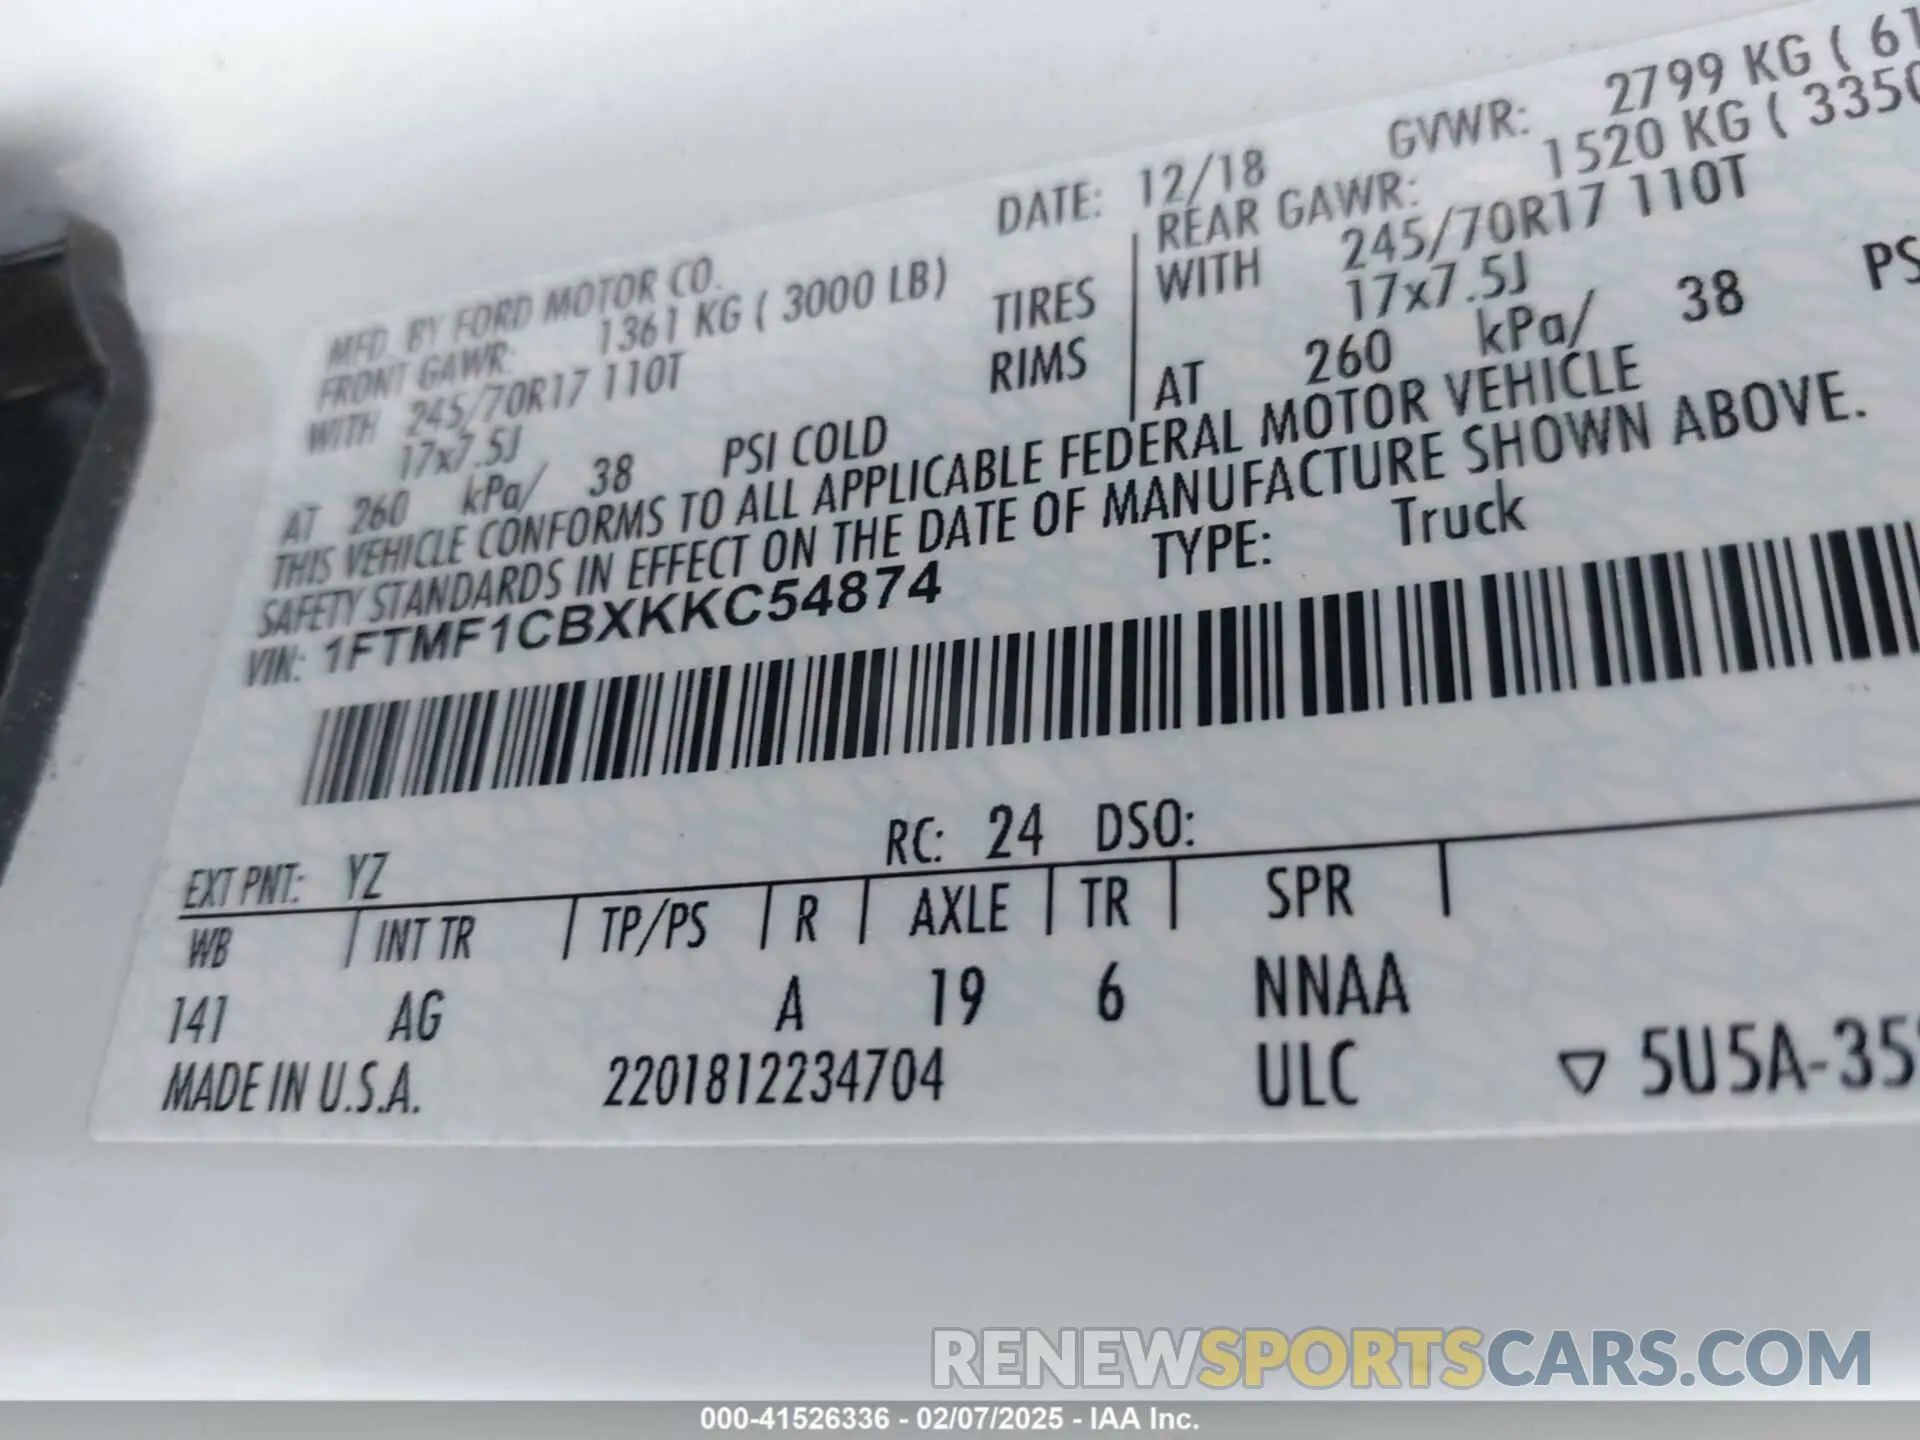 MFD. BY FORD MOTOR CO. DATE: 12/18 GVWR: 2799 KG ( 61
FRONT GAWR: 1361 KG ( 3000 LB) REAR GAWR: 1520 KG ( 3350
WITH 245/70R17 110T TIRES WITH 245/70R17 110T
17x7.5J RIMS 17x7.5J
AT 260 kPa/ 38 PSI COLD AT 260 kPa/ 38 PS
THIS VEHICLE CONFORMS TO ALL APPLICABLE FEDERAL MOTOR VEHICLE
SAFETY STANDARDS IN EFFECT ON THE DATE OF MANUFACTURE SHOWN ABOVE.
VIN: 1FTMF1CBXKKC54874 TYPE: Truck
EXT PNT: YZ RC: 24 DSO:
WB INT TR TP/PS R AXLE TR SPR
141 AG A 19 6 NNAA
MADE IN U.S.A. 2201812234704 ULC ▽ 5U5A-35
RENEWSPORTSCARS.COM
000-41526336 - 02/07/2025 - IAA Inc.